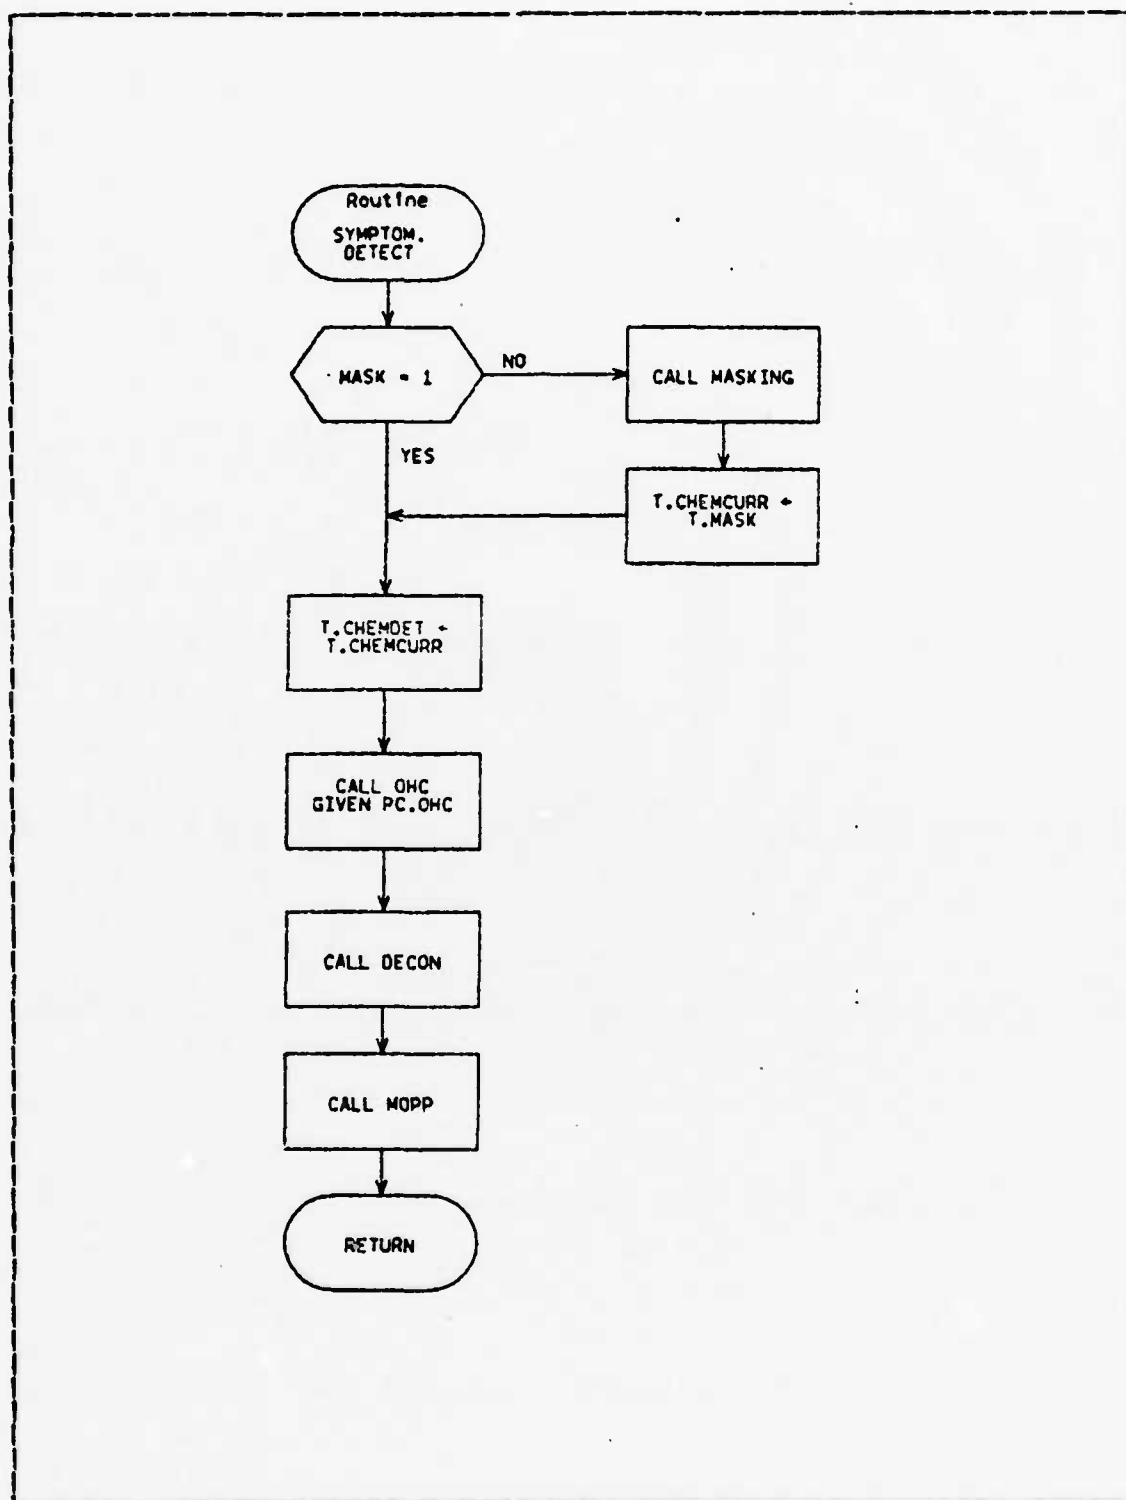 Routine
SYMPTOM.
DETECT
MASK = 1
NO
CALL MASKING
YES
T.CHEMCURR ←
T.MASK
T.CHEMDET ←
T.CHEMCURR
CALL OHC
GIVEN PC.OHC
CALL DECON
CALL MOPP
RETURN